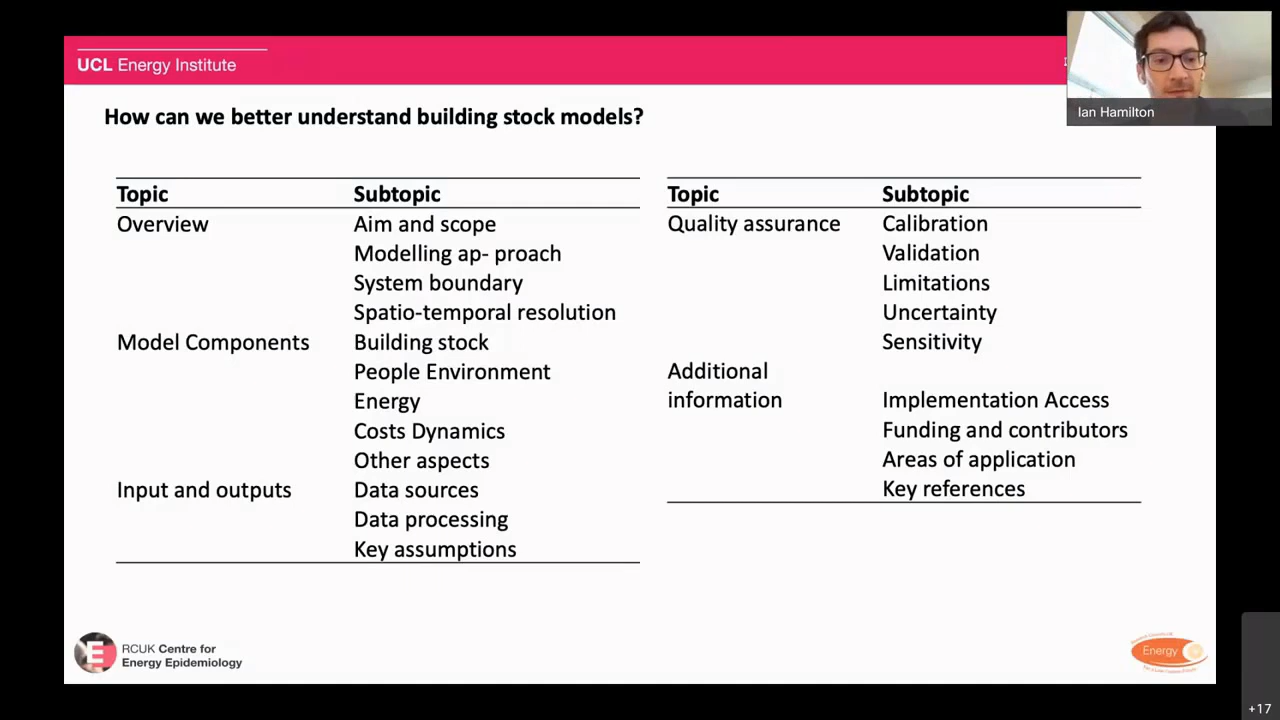 UCL Energy Institute
Ian Hamilton
How can we better understand building stock models?
Topic Subtopic
Overview Aim and scope
Modelling ap- proach
System boundary
Spatio-temporal resolution
Model Components Building stock
People Environment
Energy
Costs Dynamics
Other aspects
Input and outputs Data sources
Data processing
Key assumptions
Topic Subtopic
Quality assurance Calibration
Validation
Limitations
Uncertainty
Sensitivity
Additional
information Implementation Access
Funding and contributors
Areas of application
Key references
E
RCUK Centre for
Energy Epidemiology
Energy
+17